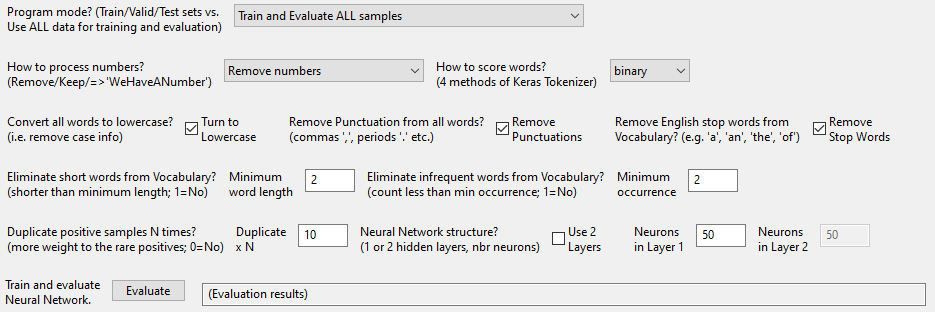 Program mode? (Train/Valid/Test sets vs.
Use ALL data for training and evaluation)
Train and Evaluate ALL samples
How to process numbers?
(Remove/Keep/=>'WeHaveANumber')
Remove numbers
How to score words?
(4 methods of Keras Tokenizer)
binary
Convert all words to lowercase?
(i.e. remove case info)
Turn to
Lowercase
Remove Punctuation from all words?
(commas ',', periods '.' etc.)
Remove
Punctuations
Remove English stop words from
Vocabulary? (e.g. 'a', 'an', 'the', 'of')
Remove
Stop Words
Eliminate short words from Vocabulary?
(shorter than minimum length; 1=No)
Minimum
word length
2
Eliminate infrequent words from Vocabulary?
(count less than min occurrence; 1=No)
Minimum
occurrence
2
Duplicate positive samples N times?
(more weight to the rare positives; 0=No)
Duplicate
x N
10
Neural Network structure?
(1 or 2 hidden layers, nbr neurons)
Use 2
Layers
Neurons
in Layer 1
50
Neurons
in Layer 2
50
Train and evaluate
Neural Network.
Evaluate
(Evaluation results)